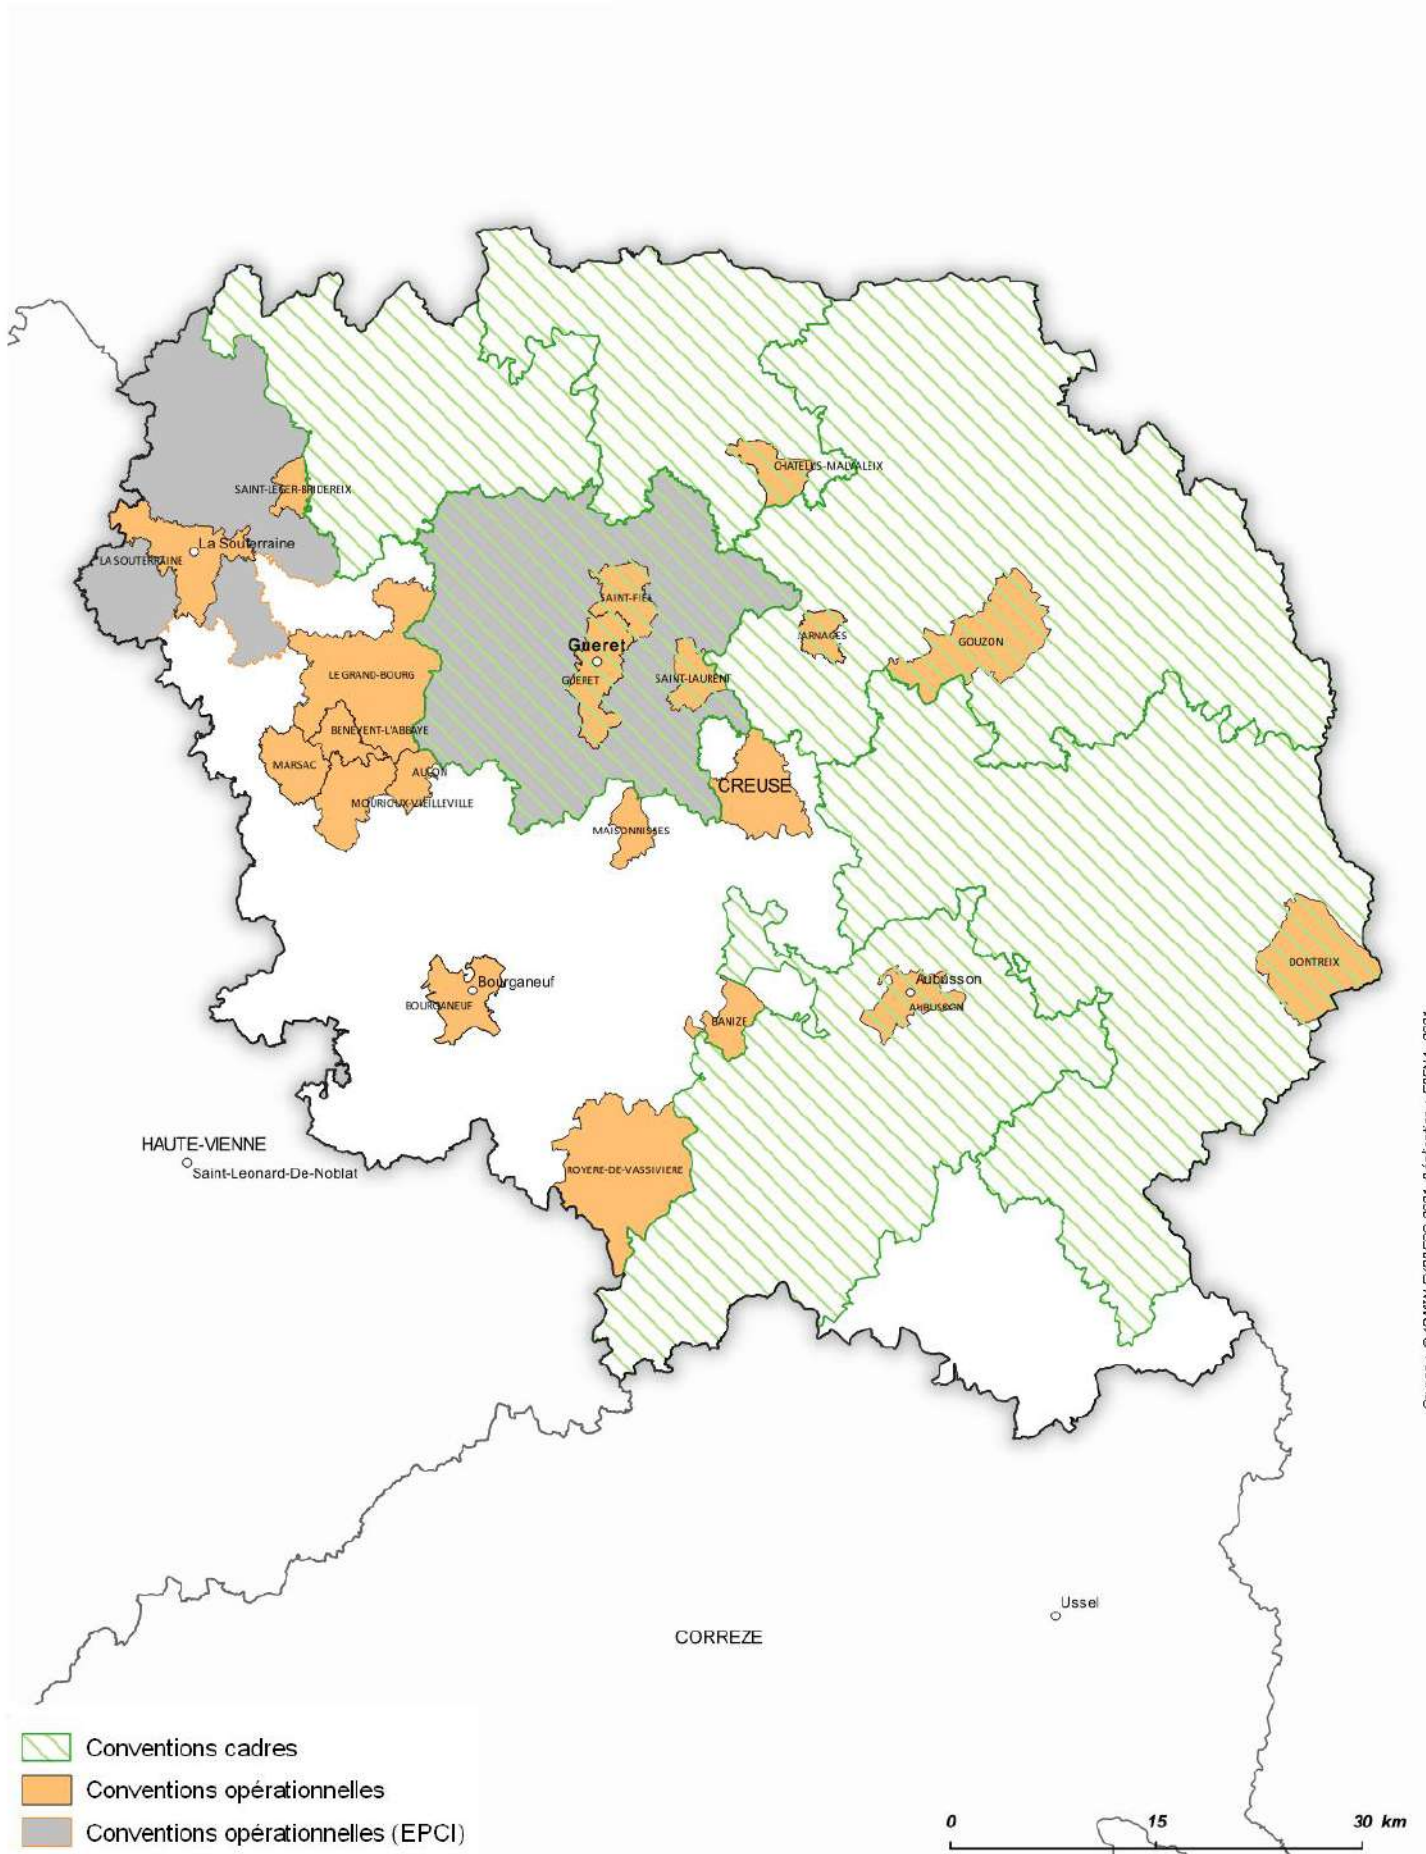 CHATELUS-MALVALEIX
SAINT-LEGER-BRIDEREIX
La Souterraine
LA SOUTERRAINE
SAINT-FIEL
JARNAGES
GOUZON
Gueret
GUERET
SAINT-LAURENT
LE GRAND-BOURG
BENEVENT-L'ABBAYE
MARSAC
AULON
MOURIOUX-VIEILLEVILLE
CREUSE
MAISONNISSES
DONTREIX
Bourganeuf
BOURGANEUF
Aubusson
AUBUSSON
BANIZE
HAUTE-VIENNE
Saint-Leonard-De-Noblat
ROYERE-DE-VASSIVIERE
Ussel
CORREZE
Conventions cadres
Conventions opérationnelles
Conventions opérationnelles (EPCI)
0 15 30 km